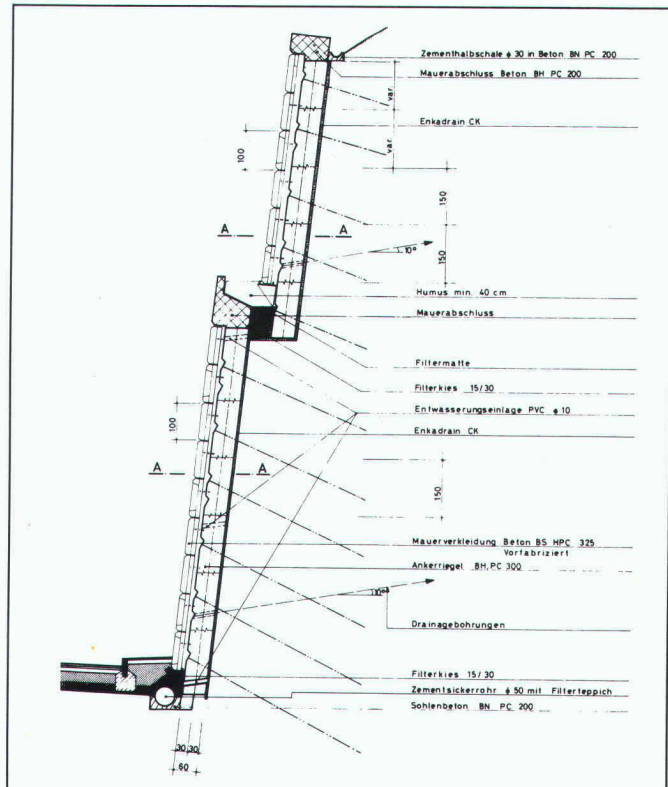 Zementhalbschale ϕ 30 in Beton BN PC 200
Mauerabschluss Beton BH PC 200
var.
Enkadrain CK
var.
100
150
A
A
10°
150
Humus min. 40 cm
Mauerabschluss
Filtermatte
Filterkies 15/30
Entwässerungseinlage PVC ϕ 10
100
Enkadrain CK
A
A
150
Mauerverkleidung Beton BS HPC 325
Vorfabriziert
Ankerriegel BH, PC 300
10°
Drainagebohrungen
Filterkies 15/30
Zementsickerrohr ϕ 50 mit Filterteppich
Sohlenbeton BN PC 200
30 30
60